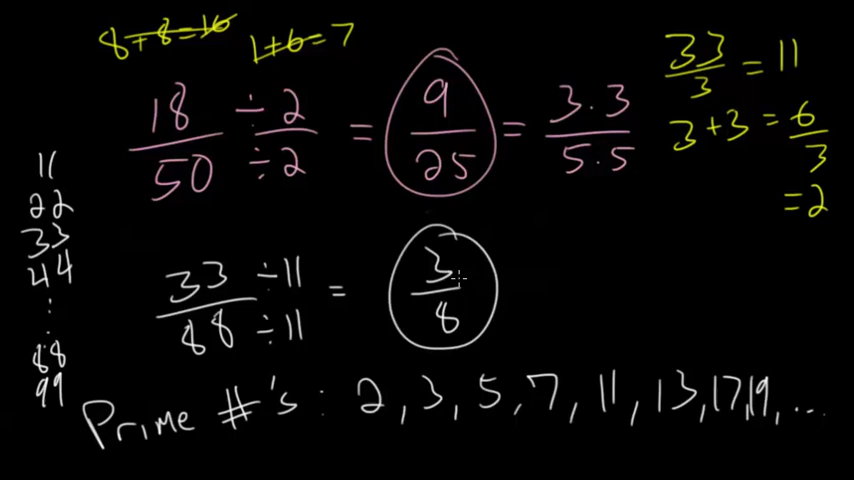 8+8=16 1+6=7
18/50 ÷2/÷2 = 9/25 = 3·3/5·5
33/3 = 11
3+3 = 6/3
=2
11
22
33
44
:
88
99
33/88 ÷11/÷11 = 3/8
Prime #'s : 2, 3, 5, 7, 11, 13, 17, 19, ...